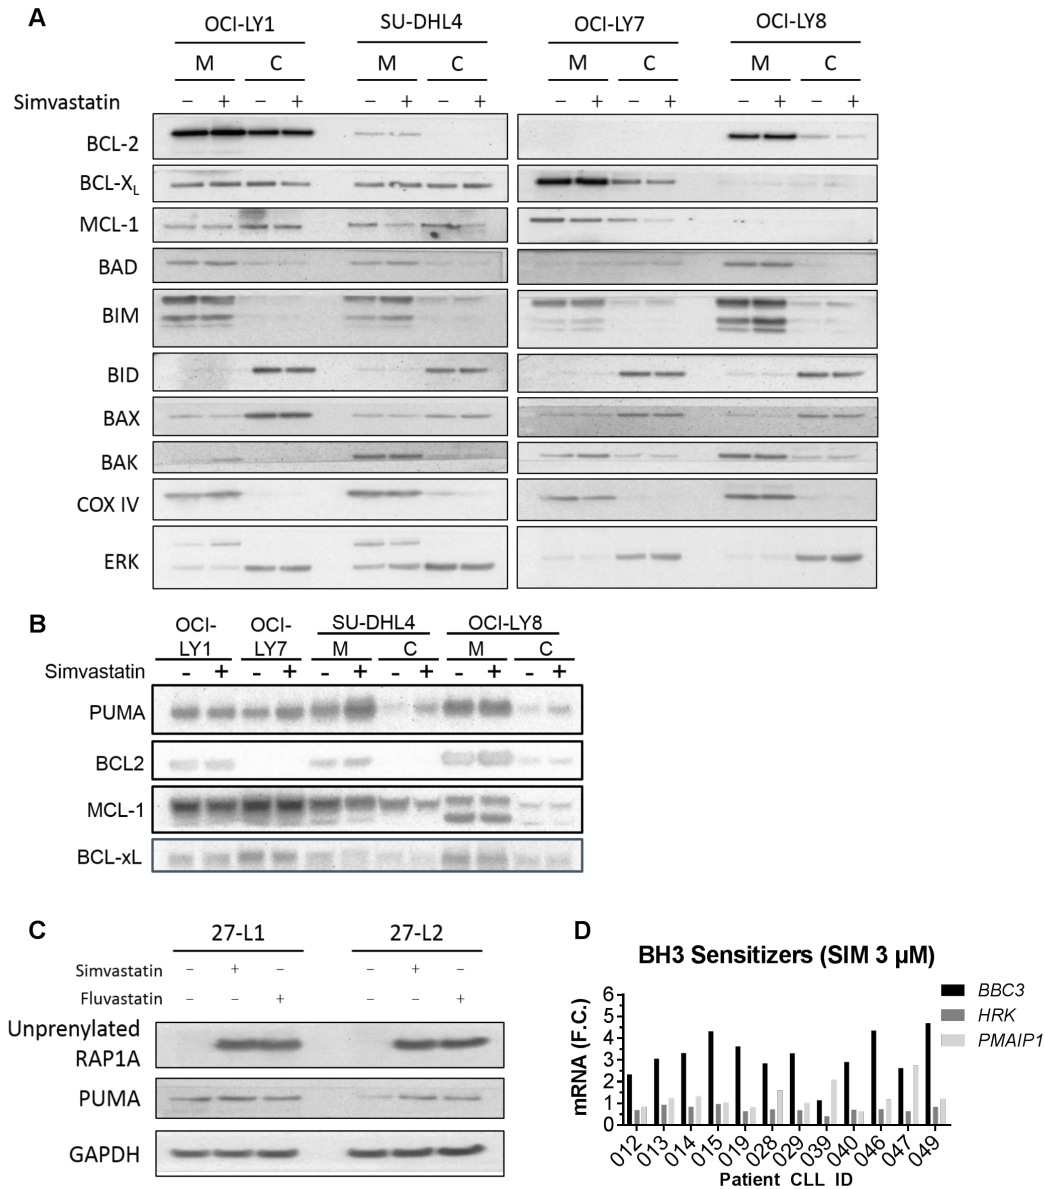 A
OCI-LY1 SU-DHL4 OCI-LY7 OCI-LY8
M C M C M C M C
Simvastatin – + – + – + – + – + – + – + – +
BCL-2
BCL-XL
MCL-1
BAD
BIM
BID
BAX
BAK
COX IV
ERK
B
OCI-LY1 OCI-LY7 SU-DHL4 OCI-LY8
M C M C
Simvastatin - + - + - + - + - + - +
PUMA
BCL2
MCL-1
BCL-xL
C
27-L1 27-L2
Simvastatin – + – – + –
Fluvastatin – – + – – +
Unprenylated
RAP1A
PUMA
GAPDH
D
BH3 Sensitizers (SIM 3 µM)
mRNA (F.C.)
6
5
4
3
2
1
0
BBC3
HRK
PMAIP1
012 013 014 015 019 028 029 039 040 046 047 049
Patient CLL ID